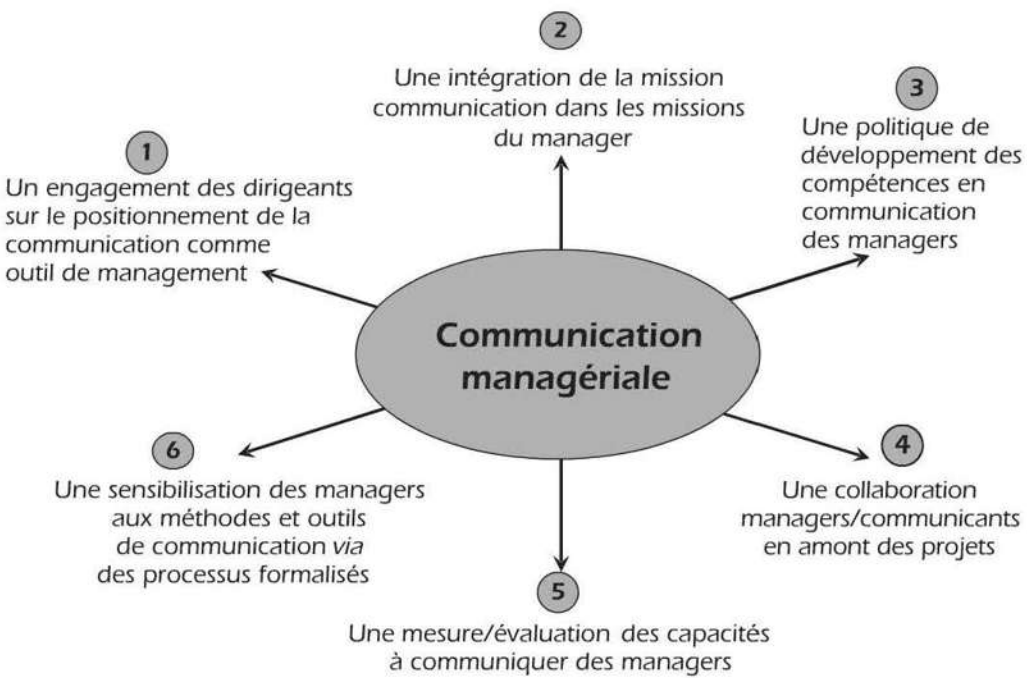 1
Un engagement des dirigeants
sur le positionnement de la
communication comme
outil de management
2
Une intégration de la mission
communication dans les missions
du manager
3
Une politique de
développement des
compétences en
communication
des managers
Communication
managériale
4
Une collaboration
managers/communicants
en amont des projets
5
Une mesure/évaluation des capacités
à communiquer des managers
6
Une sensibilisation des managers
aux méthodes et outils
de communication via
des processus formalisés